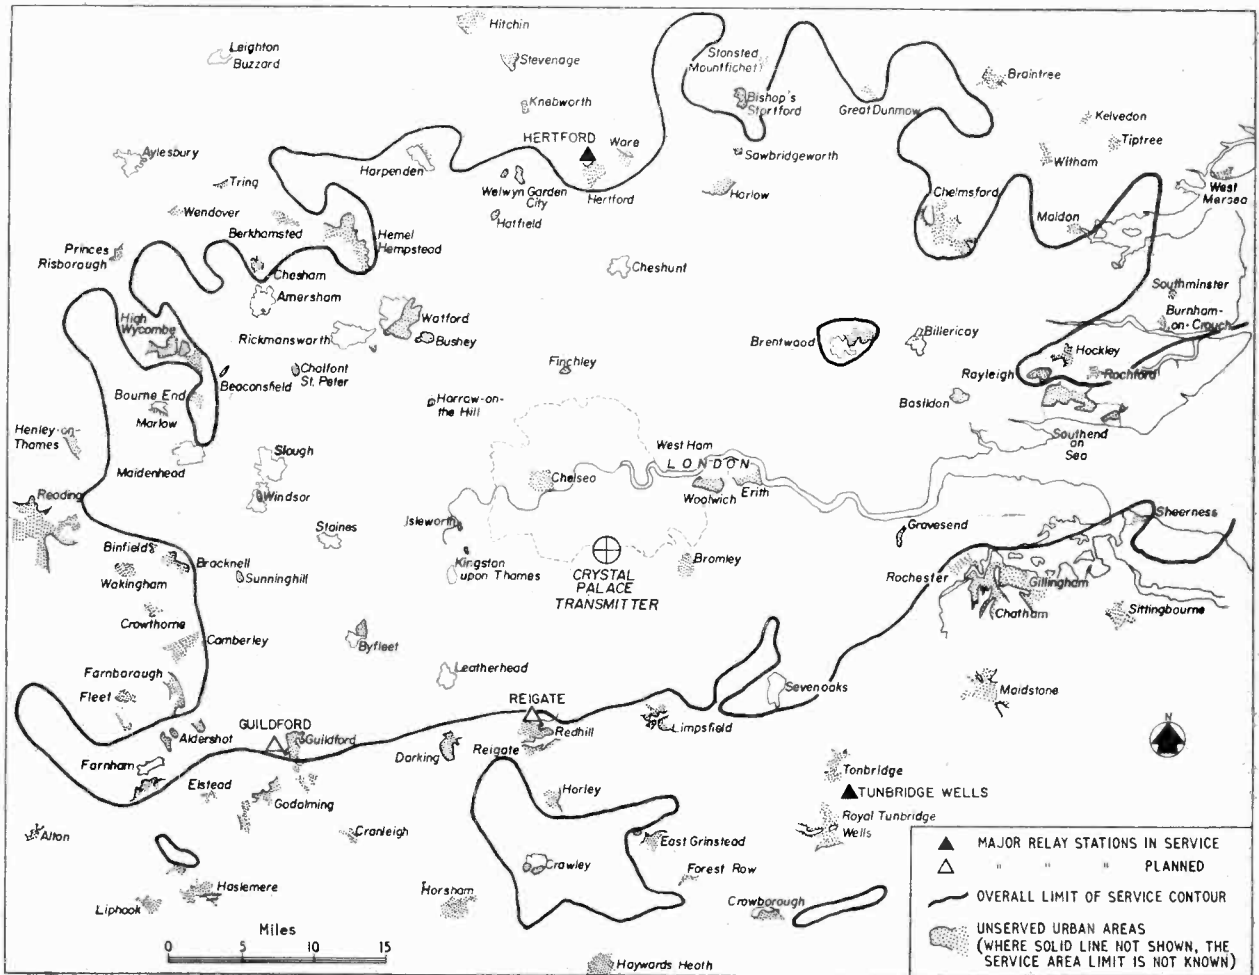 Hitchin
Leighton
Buzzard
Stevenage
Stonsted
Mountfichet
Braintree
Knebworth
Bishop's
Stortford
Great Dunmow
Kelvedon
Tiptree
HERTFORD
Ware
Aylesbury
Harpenden
Sawbridgeworth
Witham
Tring
Welwyn Garden
City
Hertford
Harlow
Chelmsford
West
Mersea
Wendover
Berkhamsted
Hatfield
Hemel
Hempstead
Maldon
Princes
Risborough
Chesham
Cheshunt
Amersham
Southminster
High
Wycombe
Watford
Burnham-
on-Crouch
Rickmansworth
Bushey
Brentwood
Billericay
Hockley
Finchley
Chalfont
St. Peter
Beaconsfield
Rayleigh
Rochford
Bourne End
Marlow
Harrow-on-
the Hill
Basildon
Henley-on-
Thames
Southend
on
Sea
Maidenhead
Slough
West Ham
LONDON
Chelsea
Woolwich
Erith
Reading
Windsor
Isleworth
Gravesend
Sheerness
Staines
Binfield
Bracknell
Wakingham
Sunninghill
Kingston
upon Thames
Bromley
CRYSTAL
PALACE
TRANSMITTER
Rochester
Gillingham
Chatham
Sittingbourne
Crowthorne
Camberley
Byfleet
Farnborough
Fleet
Leatherhead
Sevenoaks
Maidstone
REIGATE
N
GUILDFORD
Limpsfield
Redhill
Aldershot
Guildford
Dorking
Reigate
Farnham
Elstead
Godalming
Horley
Tonbridge
TUNBRIDGE WELLS
Royal Tunbridge
Wells
Alton
Cranleigh
East Grinstead
Crawley
Forest Row
Haslemere
Liphook
Horsham
Crowborough
Haywards Heath
Miles
0 5 10 15
MAJOR RELAY STATIONS IN SERVICE
" " " PLANNED
OVERALL LIMIT OF SERVICE CONTOUR
UNSERVED URBAN AREAS
(WHERE SOLID LINE NOT SHOWN, THE
SERVICE AREA LIMIT IS NOT KNOWN)